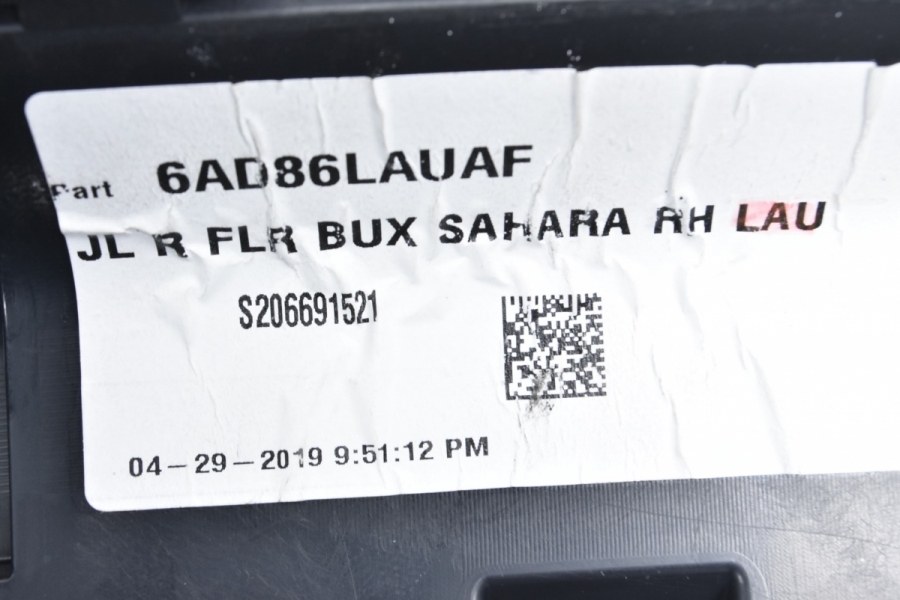 Part 6AD86LAUAF
JL R FLR BUX SAHARA RH LAU
S206691521
04-29-2019 9:51:12 PM